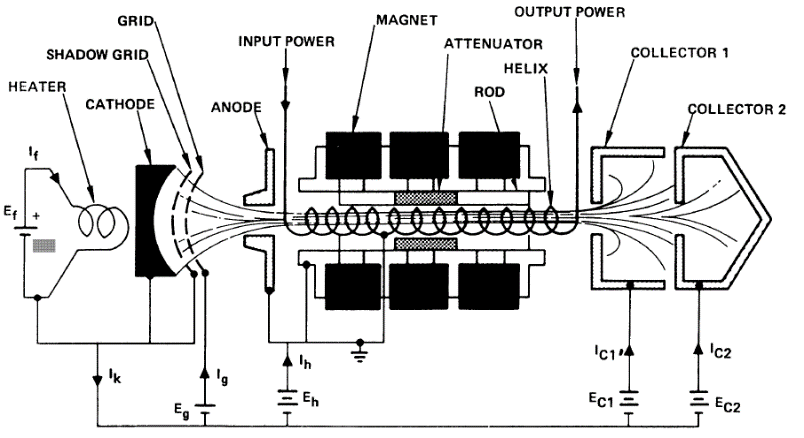 GRID
SHADOW GRID
HEATER
CATHODE
ANODE
INPUT POWER
MAGNET
ATTENUATOR
HELIX
ROD
OUTPUT POWER
COLLECTOR 1
COLLECTOR 2
If
Ef
+
Ik
Ig
Eg
Ih
Eh
IC1'
EC1
IC2
EC2